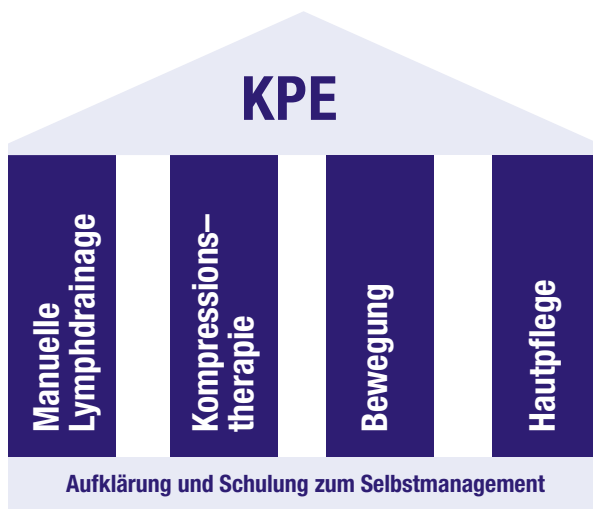 KPE
Manuelle
Lymphdrainage
Kompressions–
therapie
Bewegung
Hautpflege
Aufklärung und Schulung zum Selbstmanagement